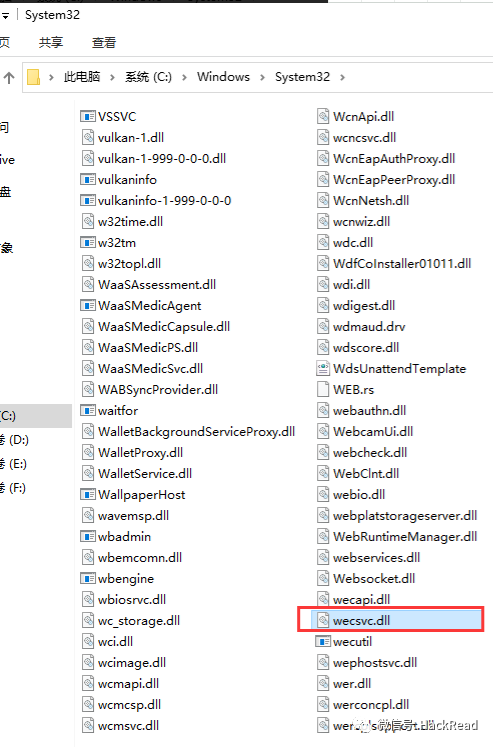 System32
页 共享 查看
此电脑 > 系统 (C:) > Windows > System32 >
问
ive
盘
象
(C:)
卷 (D:)
卷 (E:)
卷 (F:)
VSSVC
vulkan-1.dll
vulkan-1-999-0-0-0.dll
vulkaninfo
vulkaninfo-1-999-0-0-0
w32time.dll
w32tm
w32topl.dll
WaaSAssessment.dll
WaaSMedicAgent
WaaSMedicCapsule.dll
WaaSMedicPS.dll
WaaSMedicSvc.dll
WABSyncProvider.dll
waitfor
WalletBackgroundServiceProxy.dll
WalletProxy.dll
WalletService.dll
WallpaperHost
wavemsp.dll
wbadmin
wbemcomn.dll
wbengine
wbiosrvc.dll
wc_storage.dll
wci.dll
wcimage.dll
wcmapi.dll
wcmcsp.dll
wcmsvc.dll
WcnApi.dll
wcncsvc.dll
WcnEapAuthProxy.dll
WcnEapPeerProxy.dll
WcnNetsh.dll
wcnwiz.dll
wdc.dll
WdfCoInstaller01011.dll
wdi.dll
wdigest.dll
wdmaud.drv
wdscore.dll
WdsUnattendTemplate
WEB.rs
webauthn.dll
WebcamUi.dll
webcheck.dll
WebClnt.dll
webio.dll
webplatstorageserver.dll
WebRuntimeManager.dll
webservices.dll
Websocket.dll
wecapi.dll
wecsvc.dll
wecutil
wephostsvc.dll
wer.dll
werconcpl.dll
微信号: HackRead